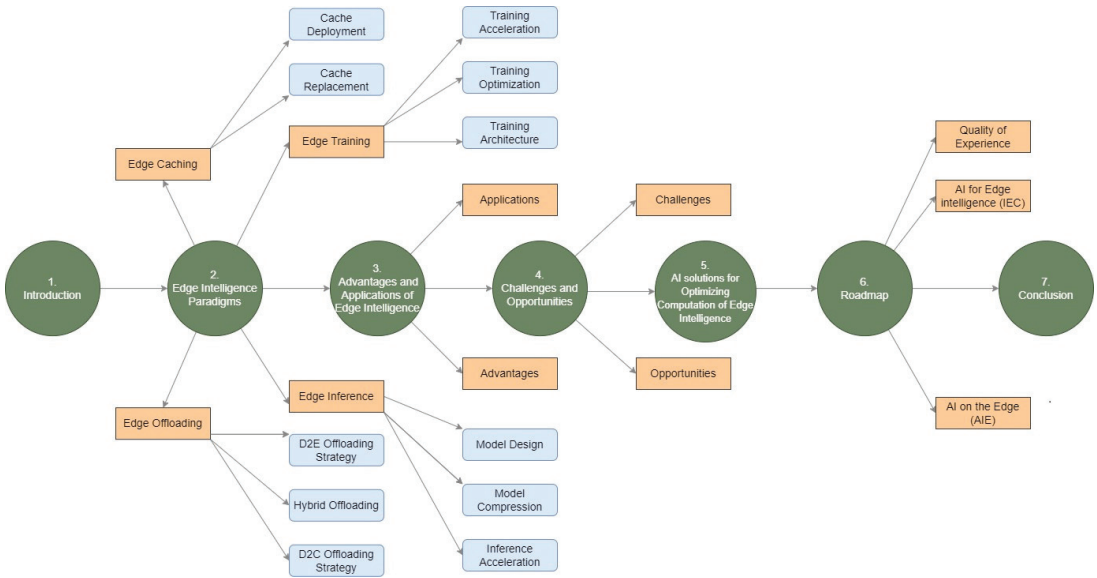 Cache
Deployment
Training
Acceleration
Cache
Replacement
Training
Optimization
Edge Training
Training
Architecture
Quality of
Experience
Edge Caching
Applications
Challenges
AI for Edge
intelligence (IEC)
1.
Introduction
2.
Edge Intelligence
Paradigms
3.
Advantages and
Applications of
Edge Intelligence
4.
Challenges and
Opportunities
5.
AI solutions for
Optimizing
Computation of Edge
Intelligence
6.
Roadmap
7.
Conclusion
Advantages
Opportunities
Edge Inference
Edge Offloading
AI on the Edge
(AIE)
D2E Offloading
Strategy
Model Design
Hybrid Offloading
Model
Compression
D2C Offloading
Strategy
Inference
Acceleration